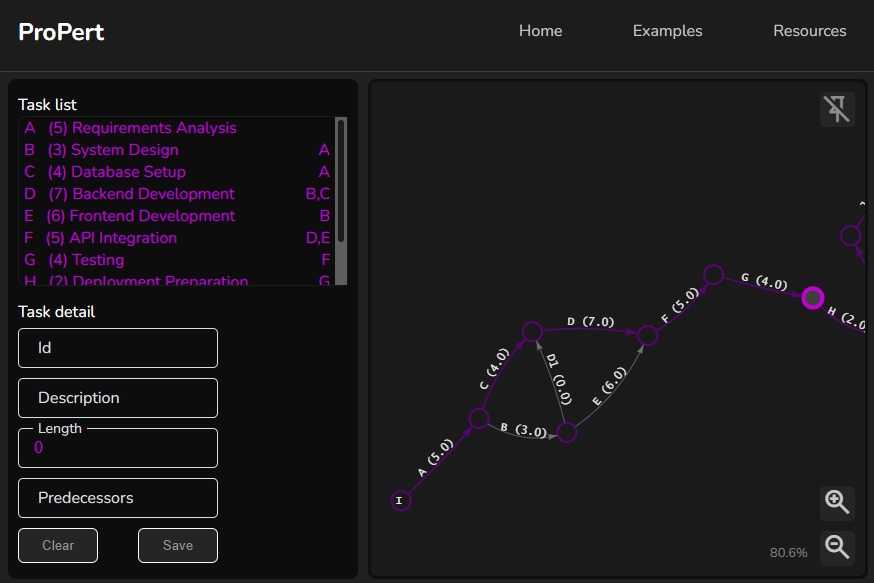 ProPert
Home Examples Resources
Task list
A (5) Requirements Analysis
B (3) System Design A
C (4) Database Setup A
D (7) Backend Development B,C
E (6) Frontend Development B
F (5) API Integration D,E
G (4) Testing F
H (2) Deployment Preparation G
Task detail
Id
Description
Length
0
Predecessors
Clear Save
G (4.0)
H (2.0
F (5.0)
D (7.0)
D1 (0.0)
E (6.0)
C (4.0)
B (3.0)
A (5.0)
I
80.6%